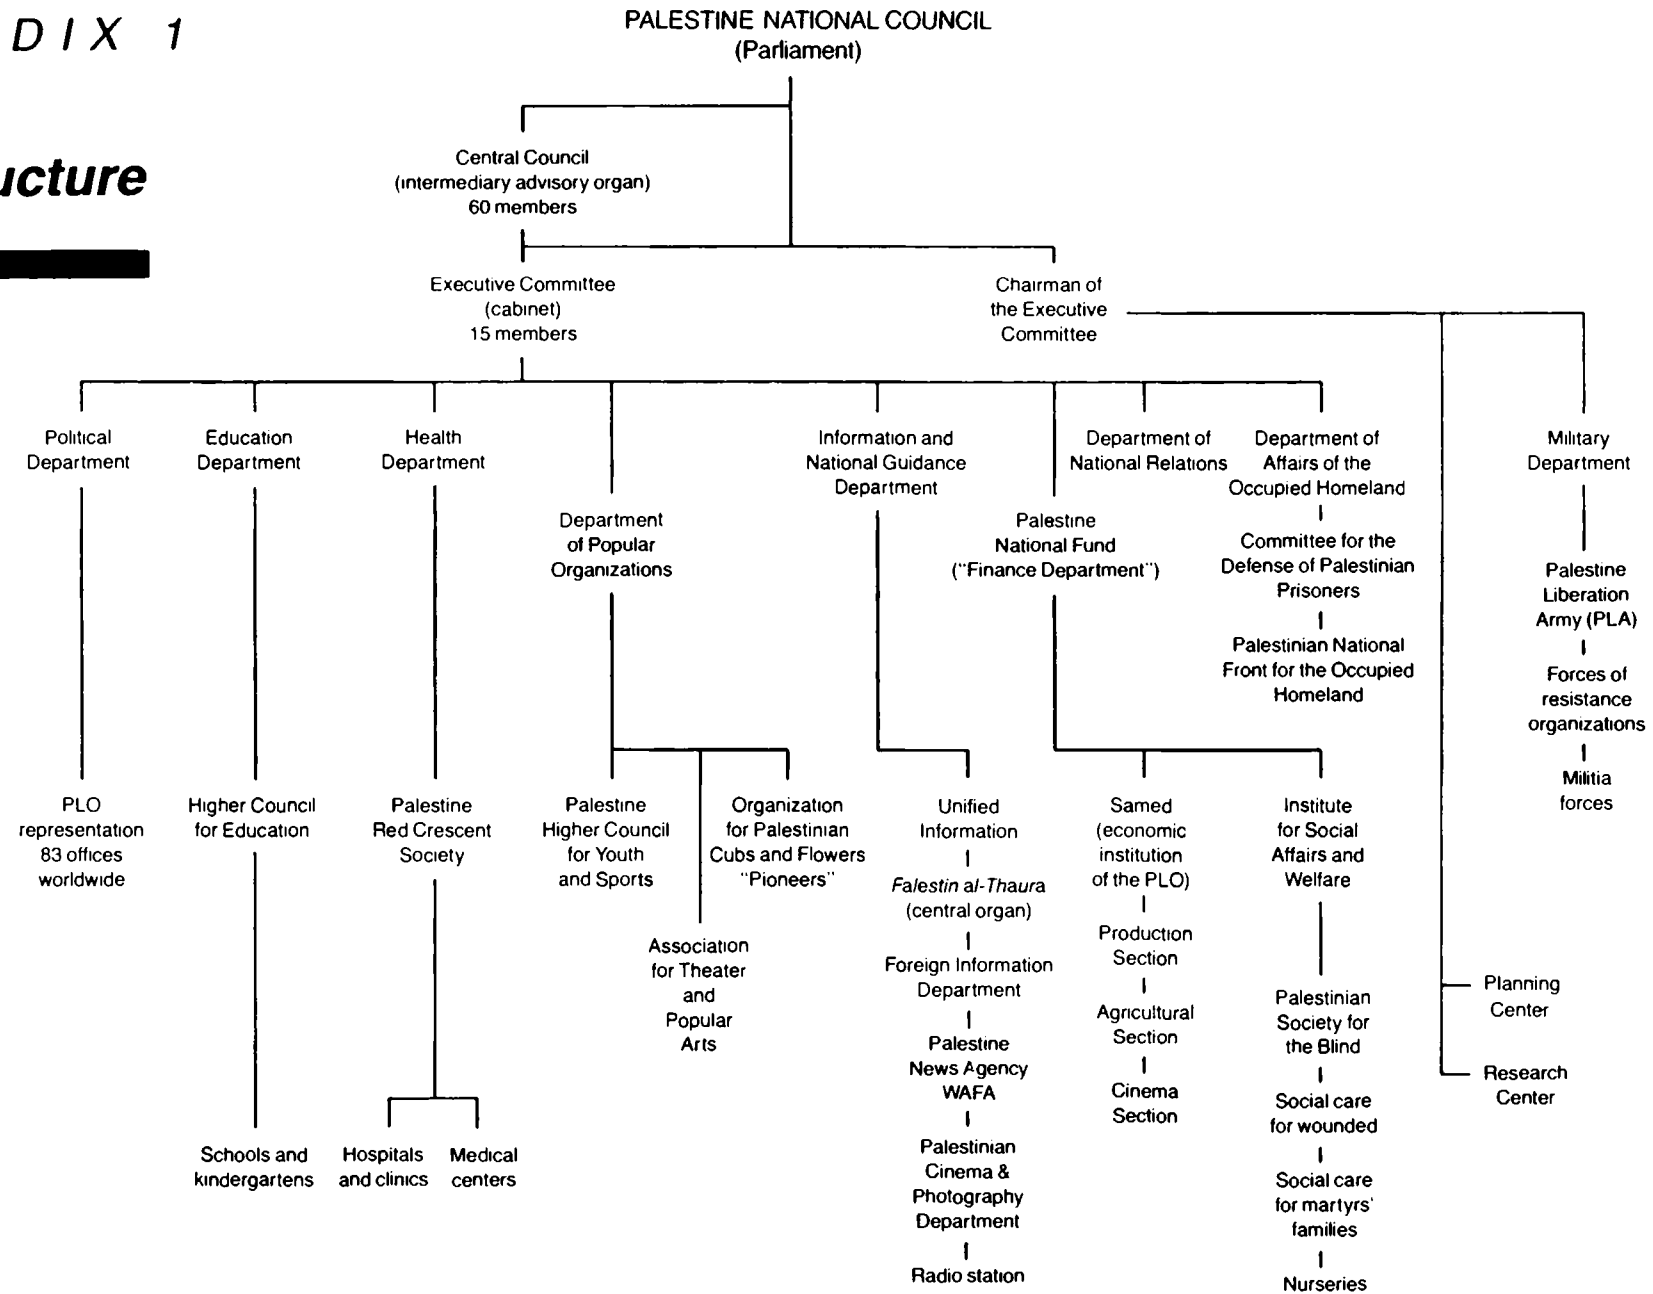 DIX 1
ucture
PALESTINE NATIONAL COUNCIL
(Parliament)
Central Council
(intermediary advisory organ)
60 members
Executive Committee
(cabinet)
15 members
Chairman of
the Executive
Committee
Political
Department
Education
Department
Health
Department
Department
of Popular
Organizations
Information and
National Guidance
Department
Palestine
National Fund
("Finance Department")
Department of
National Relations
Department of
Affairs of the
Occupied Homeland
Committee for the
Defense of Palestinian
Prisoners
Palestinian National
Front for the Occupied
Homeland
Military
Department
Palestine
Liberation
Army (PLA)
Forces of
resistance
organizations
Militia
forces
PLO
representation
83 offices
worldwide
Higher Council
for Education
Schools and
kindergartens
Palestine
Red Crescent
Society
Hospitals
and clinics
Medical
centers
Palestine
Higher Council
for Youth
and Sports
Association
for Theater
and
Popular
Arts
Organization
for Palestinian
Cubs and Flowers
"Pioneers"
Unified
Information
Falestin al-Thaura
(central organ)
Foreign Information
Department
Palestine
News Agency
WAFA
Palestinian
Cinema &
Photography
Department
Radio station
Samed
(economic
institution
of the PLO)
Production
Section
Agricultural
Section
Cinema
Section
Institute
for Social
Affairs and
Welfare
Palestinian
Society for
the Blind
Social care
for wounded
Social care
for martyrs'
families
Nurseries
Planning
Center
Research
Center